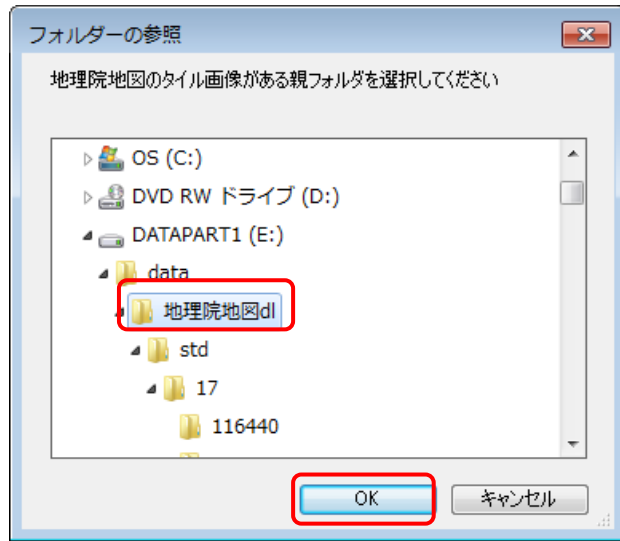 フォルダーの参照
地理院地図のタイル画像がある親フォルダを選択してください
OS (C:)
DVD RW ドライブ (D:)
DATAPART1 (E:)
data
地理院地図dl
std
17
116440
OK キャンセル